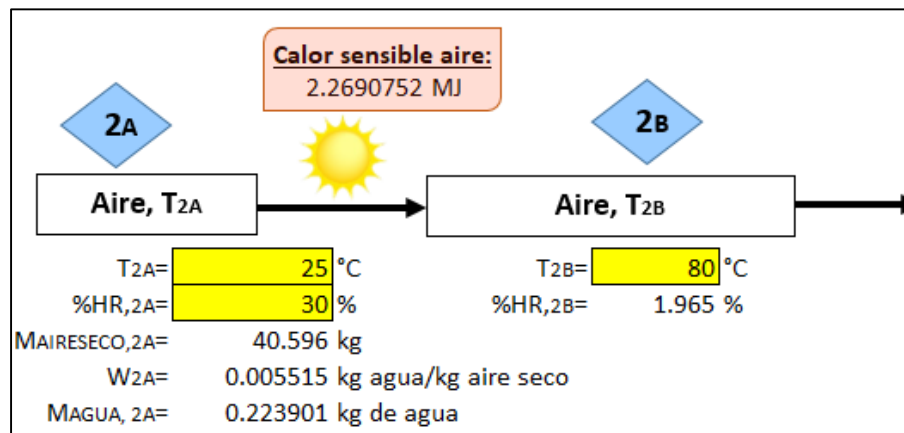 Calor sensible aire:
2.2690752 MJ
2A
2B
Aire, T2A
Aire, T2B
T2A= 25 °C
T2B= 80 °C
%HR,2A= 30 %
%HR,2B= 1.965 %
MAIRESECO,2A= 40.596 kg
W2A= 0.005515 kg agua/kg aire seco
MAGUA, 2A= 0.223901 kg de agua